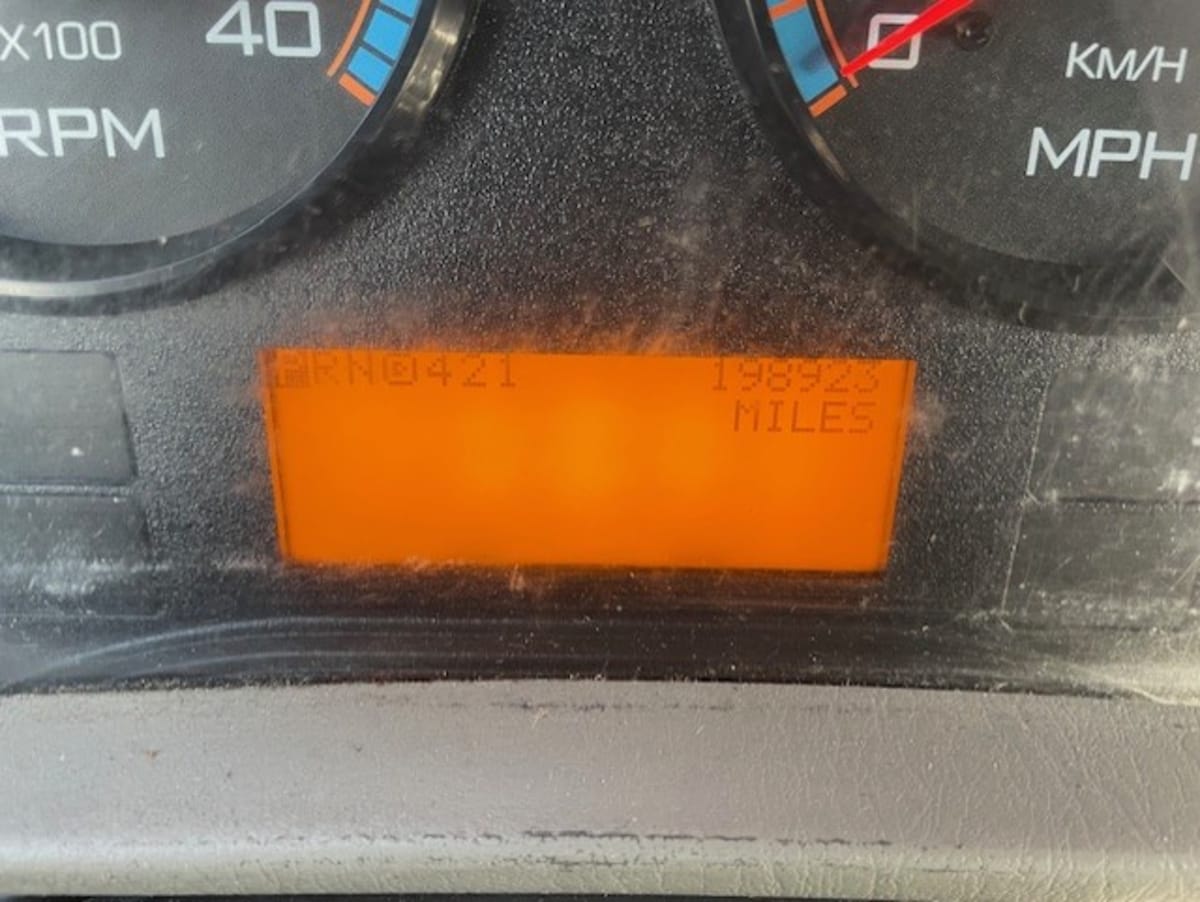 X100
40
RPM
0
KM/H
MPH
PRND421
198923
MILES